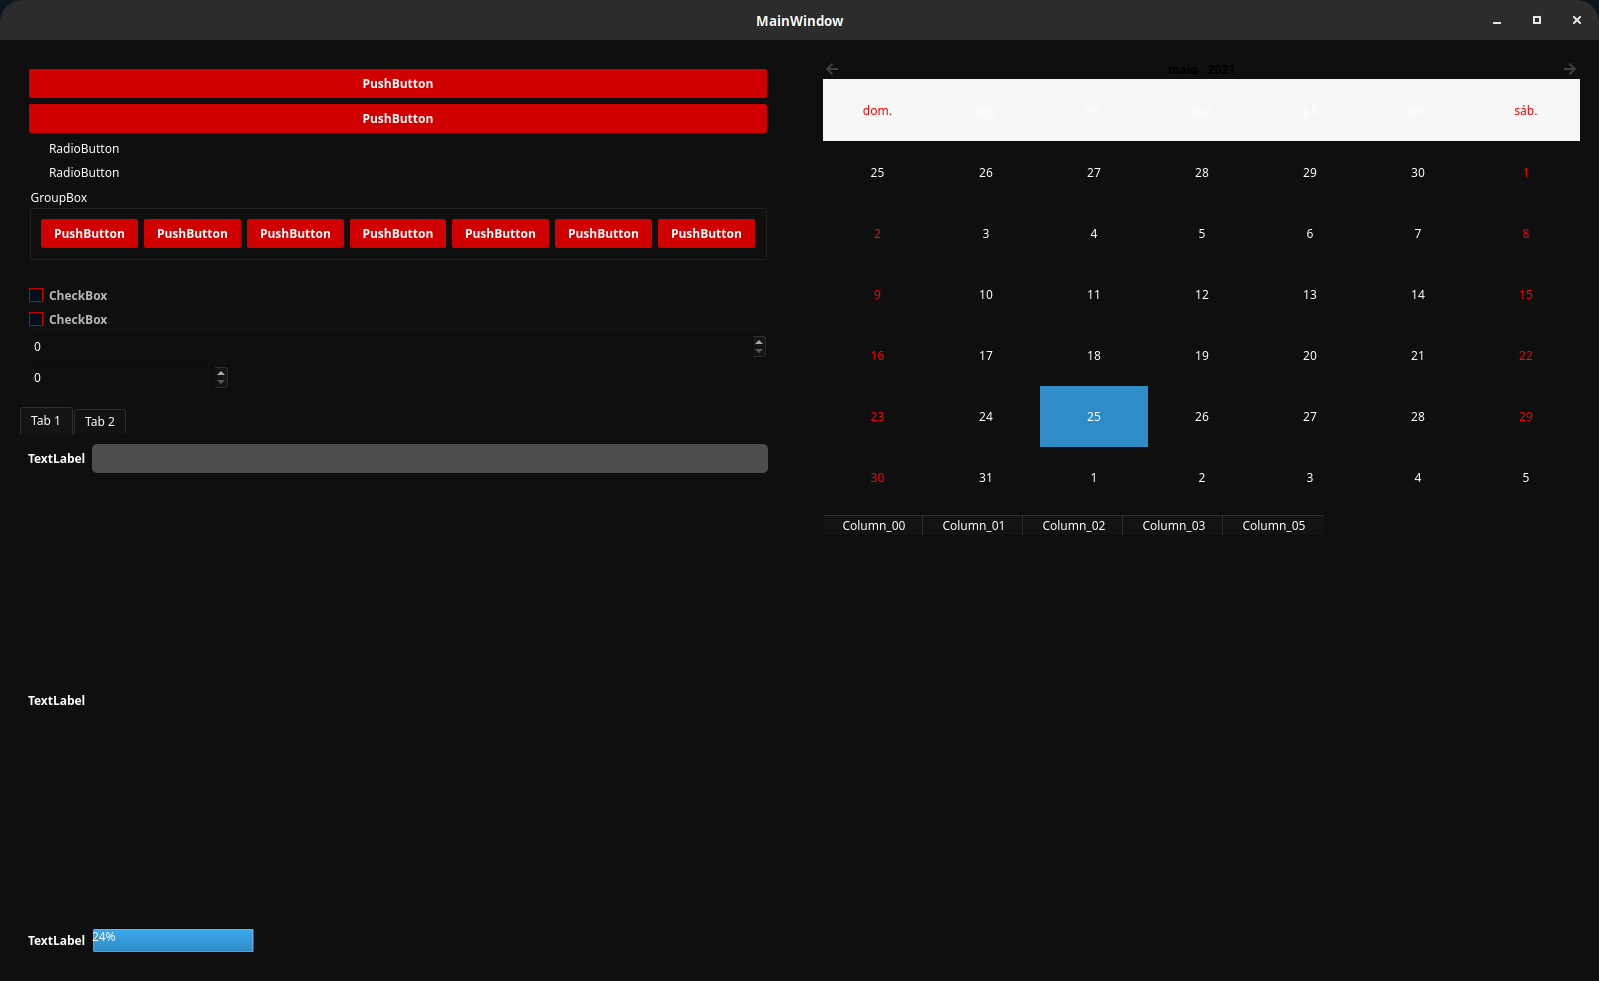 MainWindow
PushButton
PushButton
RadioButton
RadioButton
GroupBox
PushButton PushButton PushButton PushButton PushButton PushButton PushButton
CheckBox
CheckBox
0
0
Tab 1 Tab 2
TextLabel
TextLabel
TextLabel 24%
maio 2021
dom. seg. ter. qua. qui. sex. sáb.
25 26 27 28 29 30 1
2 3 4 5 6 7 8
9 10 11 12 13 14 15
16 17 18 19 20 21 22
23 24 25 26 27 28 29
30 31 1 2 3 4 5
Column_00 Column_01 Column_02 Column_03 Column_05